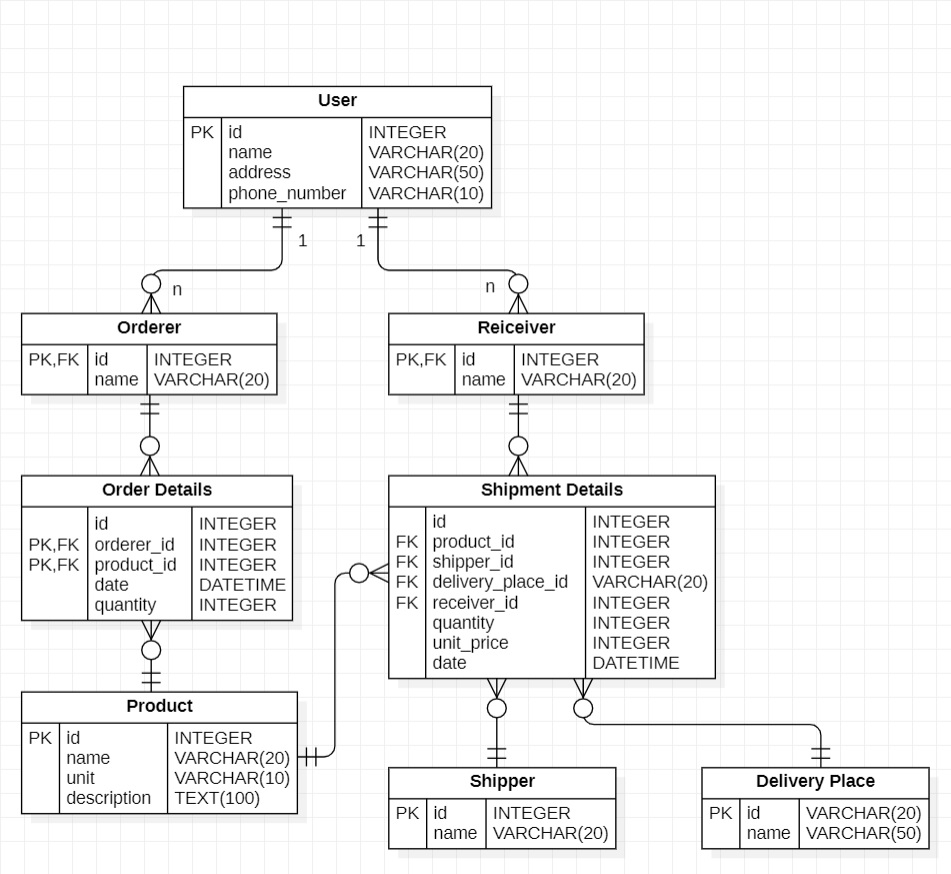 User
PK id INTEGER
name VARCHAR(20)
address VARCHAR(50)
phone_number VARCHAR(10)
1 1
n n
Orderer
PK,FK id INTEGER
name VARCHAR(20)
Reiceiver
PK,FK id INTEGER
name VARCHAR(20)
Order Details
id INTEGER
PK,FK orderer_id INTEGER
PK,FK product_id INTEGER
date DATETIME
quantity INTEGER
Shipment Details
id INTEGER
FK product_id INTEGER
FK shipper_id INTEGER
FK delivery_place_id VARCHAR(20)
FK receiver_id INTEGER
quantity INTEGER
unit_price INTEGER
date DATETIME
Product
PK id INTEGER
name VARCHAR(20)
unit VARCHAR(10)
description TEXT(100)
Shipper
PK id INTEGER
name VARCHAR(20)
Delivery Place
PK id VARCHAR(20)
name VARCHAR(50)